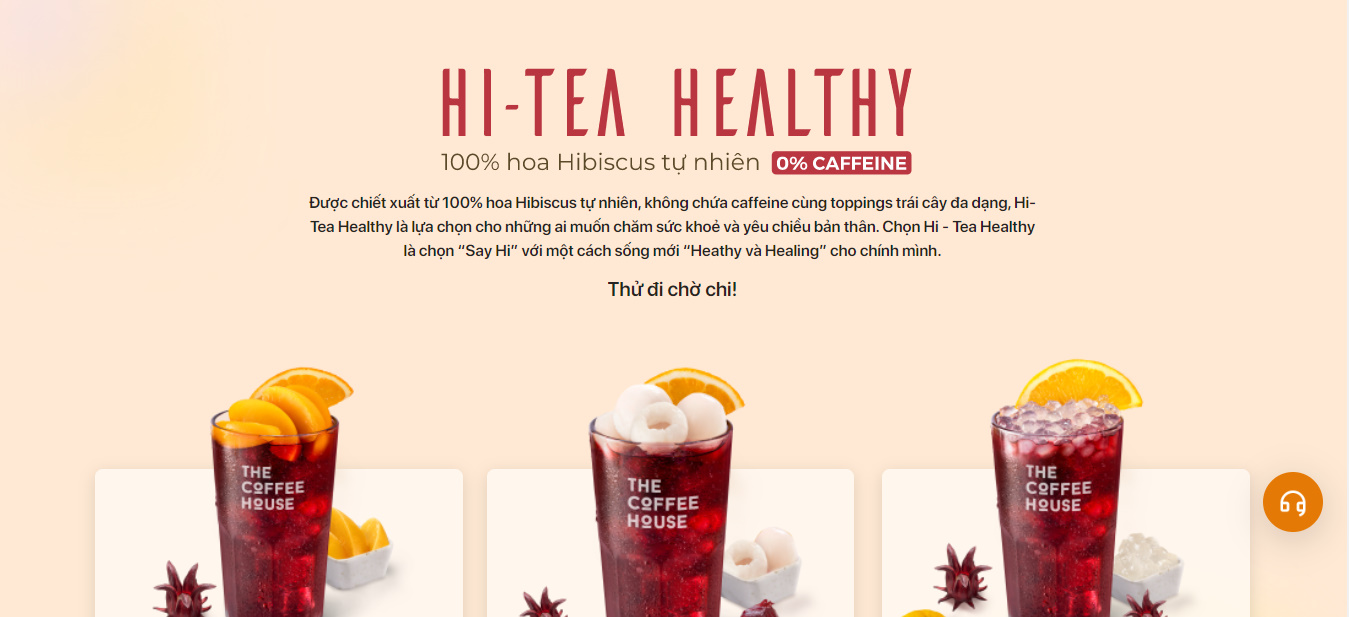 HI-TEA HEALTHY
100% hoa Hibiscus tự nhiên 0% CAFFEINE
Được chiết xuất từ 100% hoa Hibiscus tự nhiên, không chứa caffeine cùng toppings trái cây đa dạng, Hi-
Tea Healthy là lựa chọn cho những ai muốn chăm sức khoẻ và yêu chiều bản thân. Chọn Hi - Tea Healthy
là chọn “Say Hi” với một cách sống mới “Heathy và Healing” cho chính mình.
Thử đi chờ chi!
THE
COFFEE
HOUSE
THE
COFFEE
HOUSE
THE
COFFEE
HOUSE